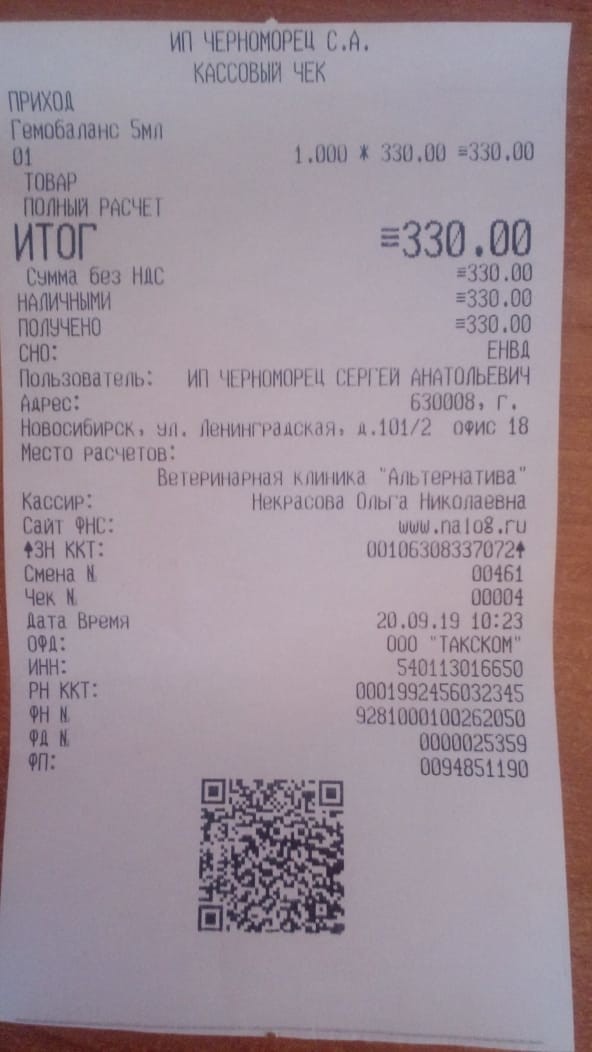 ИП ЧЕРНОМОРЕЦ С.А.
КАССОВЫЙ ЧЕК
ПРИХОД
Гемобаланс 5мл
01 1.000 * 330.00 ≡330.00
ТОВАР
ПОЛНЫЙ РАСЧЕТ
ИТОГ ≡330.00
Сумма без НДС ≡330.00
НАЛИЧНЫМИ ≡330.00
ПОЛУЧЕНО ≡330.00
СНО: ЕНВД
Пользователь: ИП ЧЕРНОМОРЕЦ СЕРГЕЙ АНАТОЛЬЕВИЧ
Адрес: 630008, г.
Новосибирск, ул. Ленинградская, д.101/2 офис 18
Место расчетов:
Ветеринарная клиника "Альтернатива"
Кассир: Некрасова Ольга Николаевна
Сайт ФНС: www.nalog.ru
↑ЗН ККТ: 00106308337072↑
Смена № 00461
Чек № 00004
Дата Время 20.09.19 10:23
ОФД: ООО "ТАКСКОМ"
ИНН: 540113016650
РН ККТ: 0001992456032345
ФН № 9281000100262050
ФД № 0000025359
ФП: 0094851190